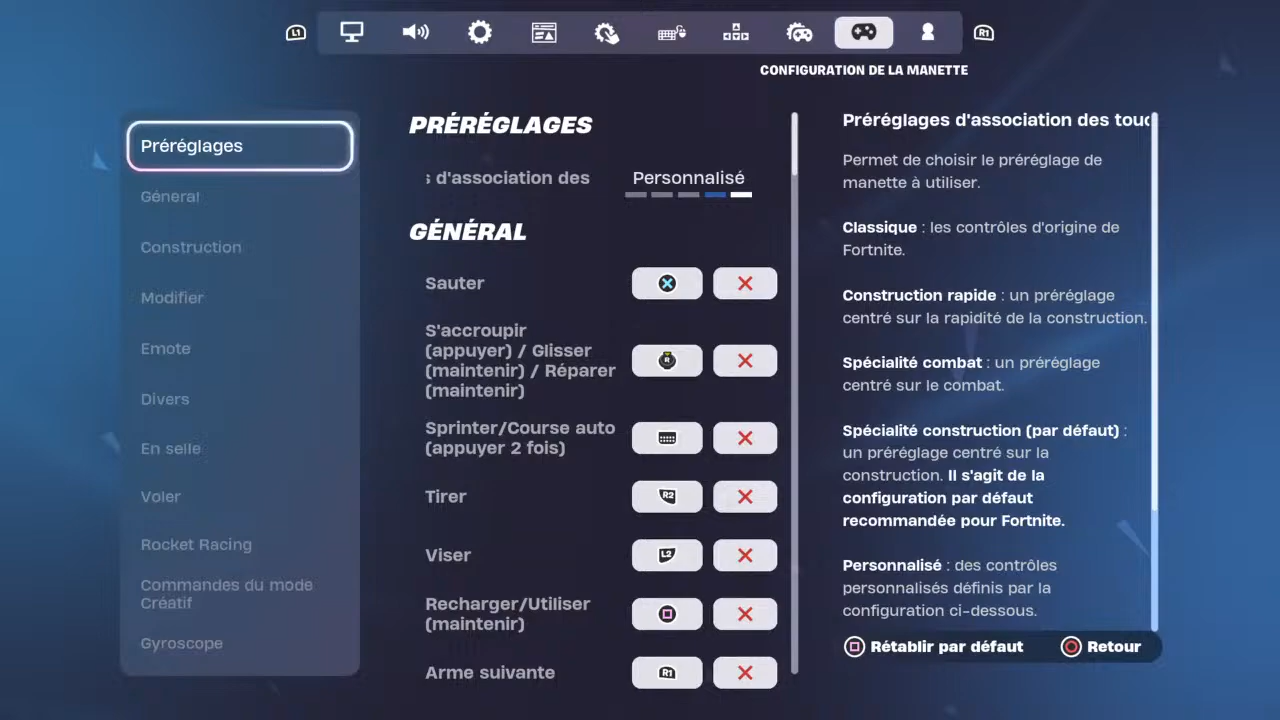 L1
R1
CONFIGURATION DE LA MANETTE
Préréglages
Général
Construction
Modifier
Emote
Divers
En selle
Voler
Rocket Racing
Commandes du mode
Créatif
Gyroscope
PRÉRÉGLAGES
s d'association des
Personnalisé
GÉNÉRAL
Sauter
S'accroupir
(appuyer) / Glisser
(maintenir) / Réparer
(maintenir)
R
Sprinter/Course auto
(appuyer 2 fois)
Tirer
R2
Viser
L2
Recharger/Utiliser
(maintenir)
Arme suivante
R1
Préréglages d'association des touc
Permet de choisir le préréglage de
manette à utiliser.
Classique : les contrôles d'origine de
Fortnite.
Construction rapide : un préréglage
centré sur la rapidité de la construction.
Spécialité combat : un préréglage
centré sur le combat.
Spécialité construction (par défaut) :
un préréglage centré sur la
construction. Il s'agit de la
configuration par défaut
recommandée pour Fortnite.
Personnalisé : des contrôles
personnalisés définis par la
configuration ci-dessous.
Rétablir par défaut
Retour